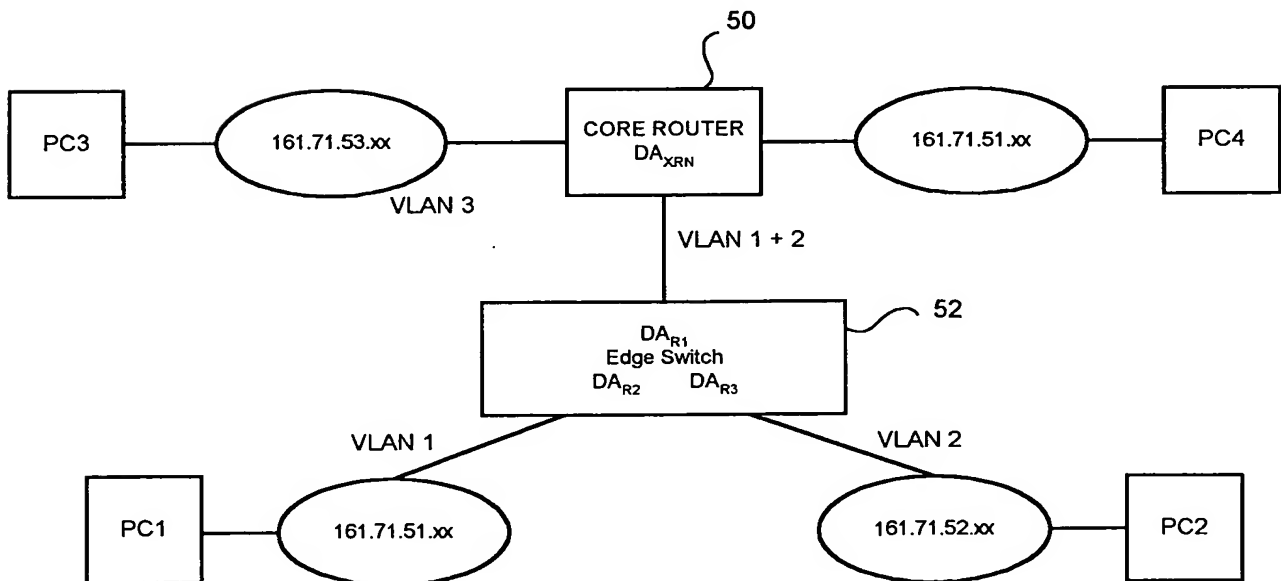 50
PC3
161.71.53.xx
CORE ROUTER
DA_XRN
161.71.51.xx
PC4
VLAN 3
VLAN 1 + 2
52
DA_R1
Edge Switch
DA_R2 DA_R3
VLAN 1
VLAN 2
PC1
161.71.51.xx
161.71.52.xx
PC2